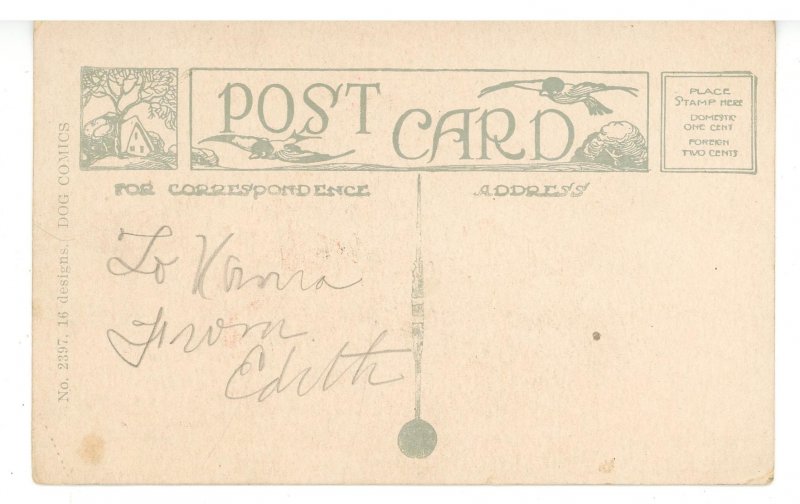 POST CARD
PLACE
STAMP HERE
DOMESTIC
ONE CENT
FOREIGN
TWO CENTS
FOR CORRESPONDENCE
ADDRESS
To
From
Edith
No. 2397, 16 designs. DOG COMICS